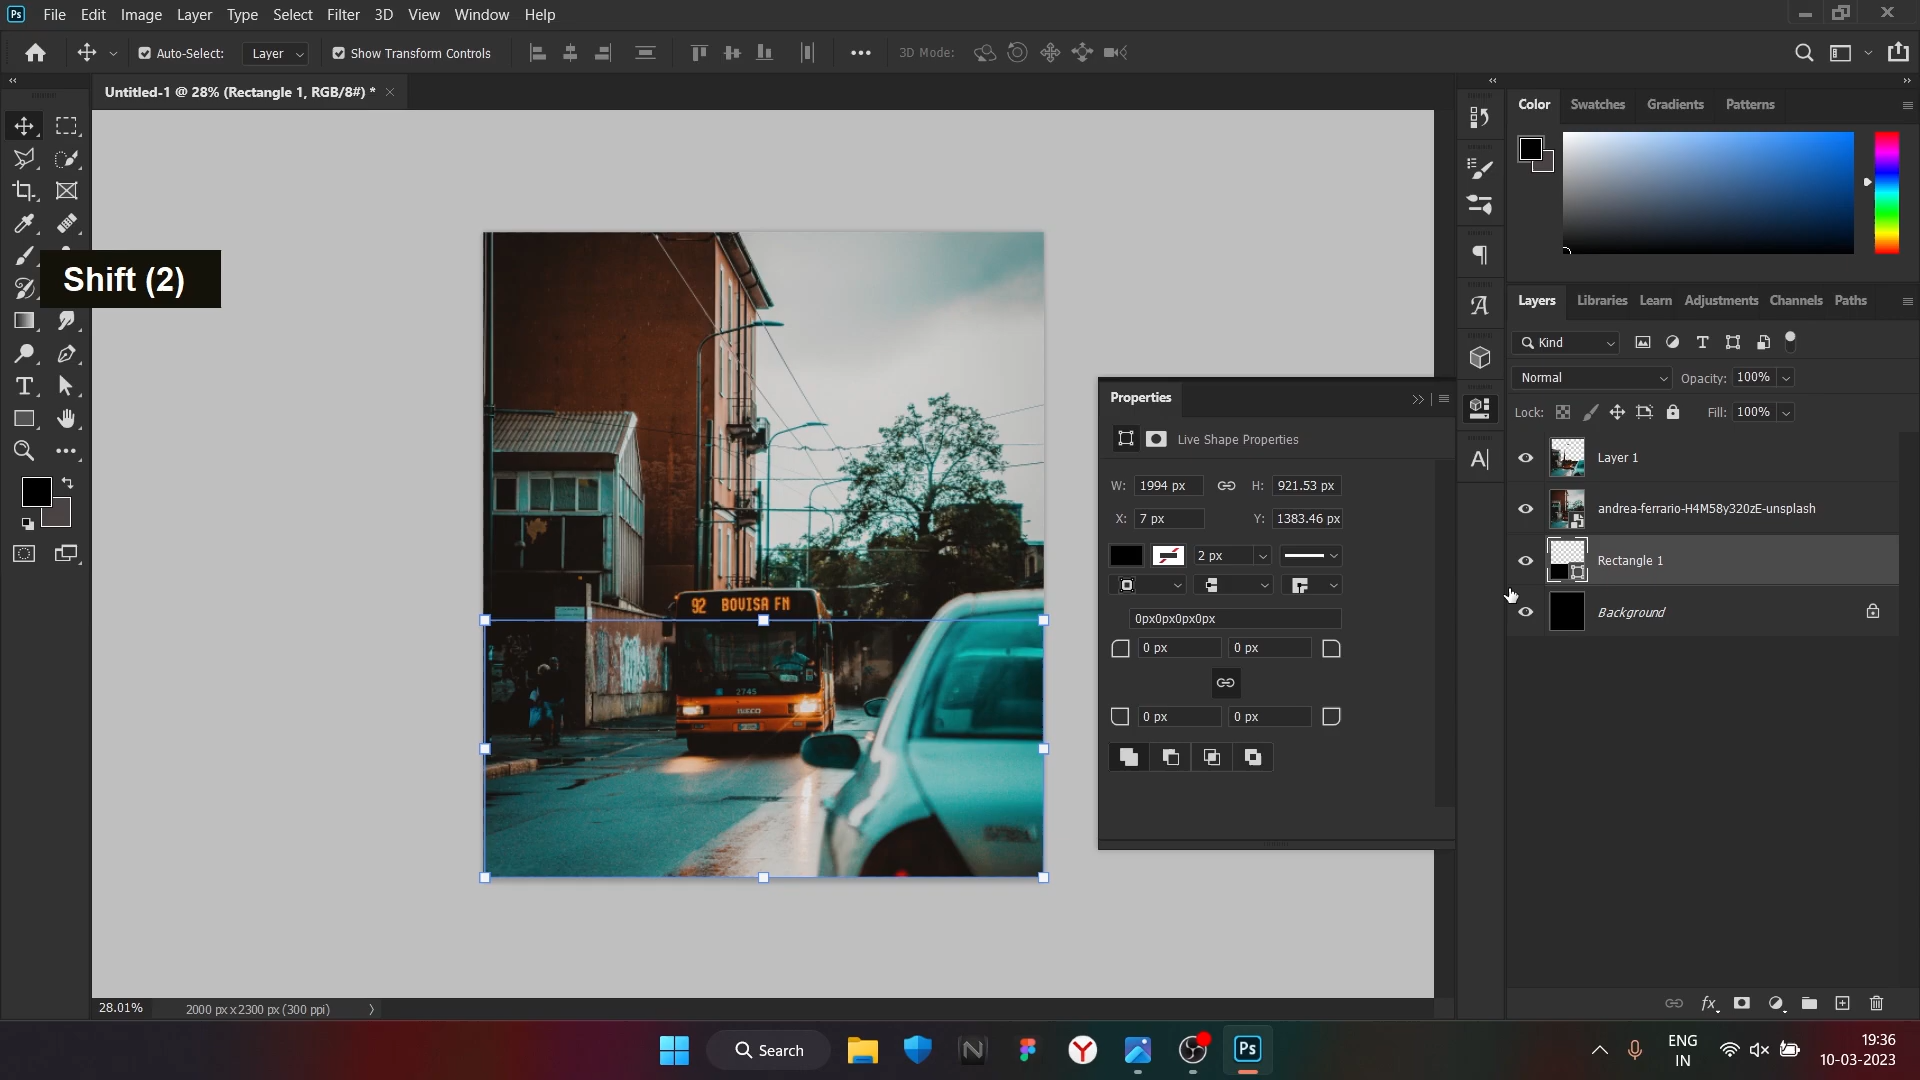 Ps File Edit Image Layer Type Select Filter 3D View Window Help
Auto-Select: Layer Show Transform Controls 3D Mode:
Untitled-1 @ 28% (Rectangle 1, RGB/8#) *
Color Swatches Gradients Patterns
Shift (2)
Layers Libraries Learn Adjustments Channels Paths
Kind
Normal Opacity: 100%
Lock: Fill: 100%
Layer 1
andrea-ferrario-H4M58y320zE-unsplash
Rectangle 1
Background
Properties
Live Shape Properties
W: 1994 px H: 921.53 px
X: 7 px Y: 1383.46 px
2 px
0px0px0px0px
0 px 0 px
0 px 0 px
92 BOVISA FN
2745
IVECO
28.01% 2000 px x 2300 px (300 ppi)
Search
Ps
ENG
IN
19:36
10-03-2023